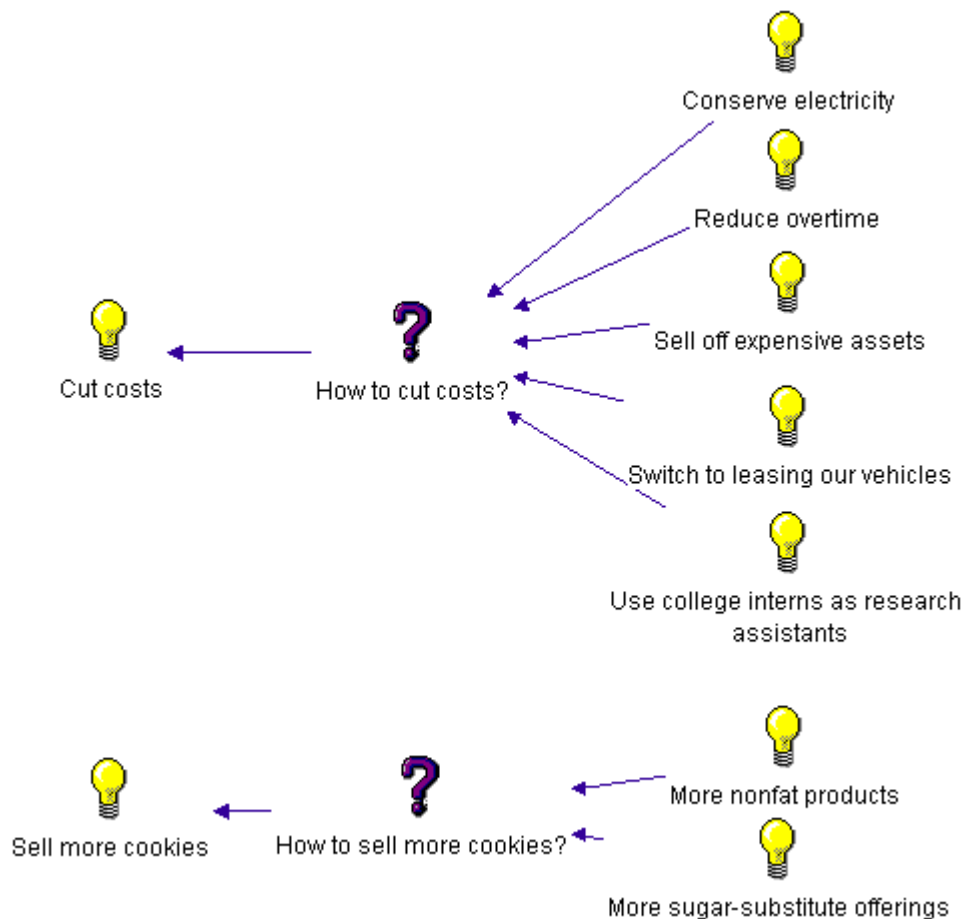 Conserve electricity
Reduce overtime
Sell off expensive assets
Cut costs
How to cut costs?
Switch to leasing our vehicles
Use college interns as research
assistants
More nonfat products
Sell more cookies
How to sell more cookies?
More sugar-substitute offerings